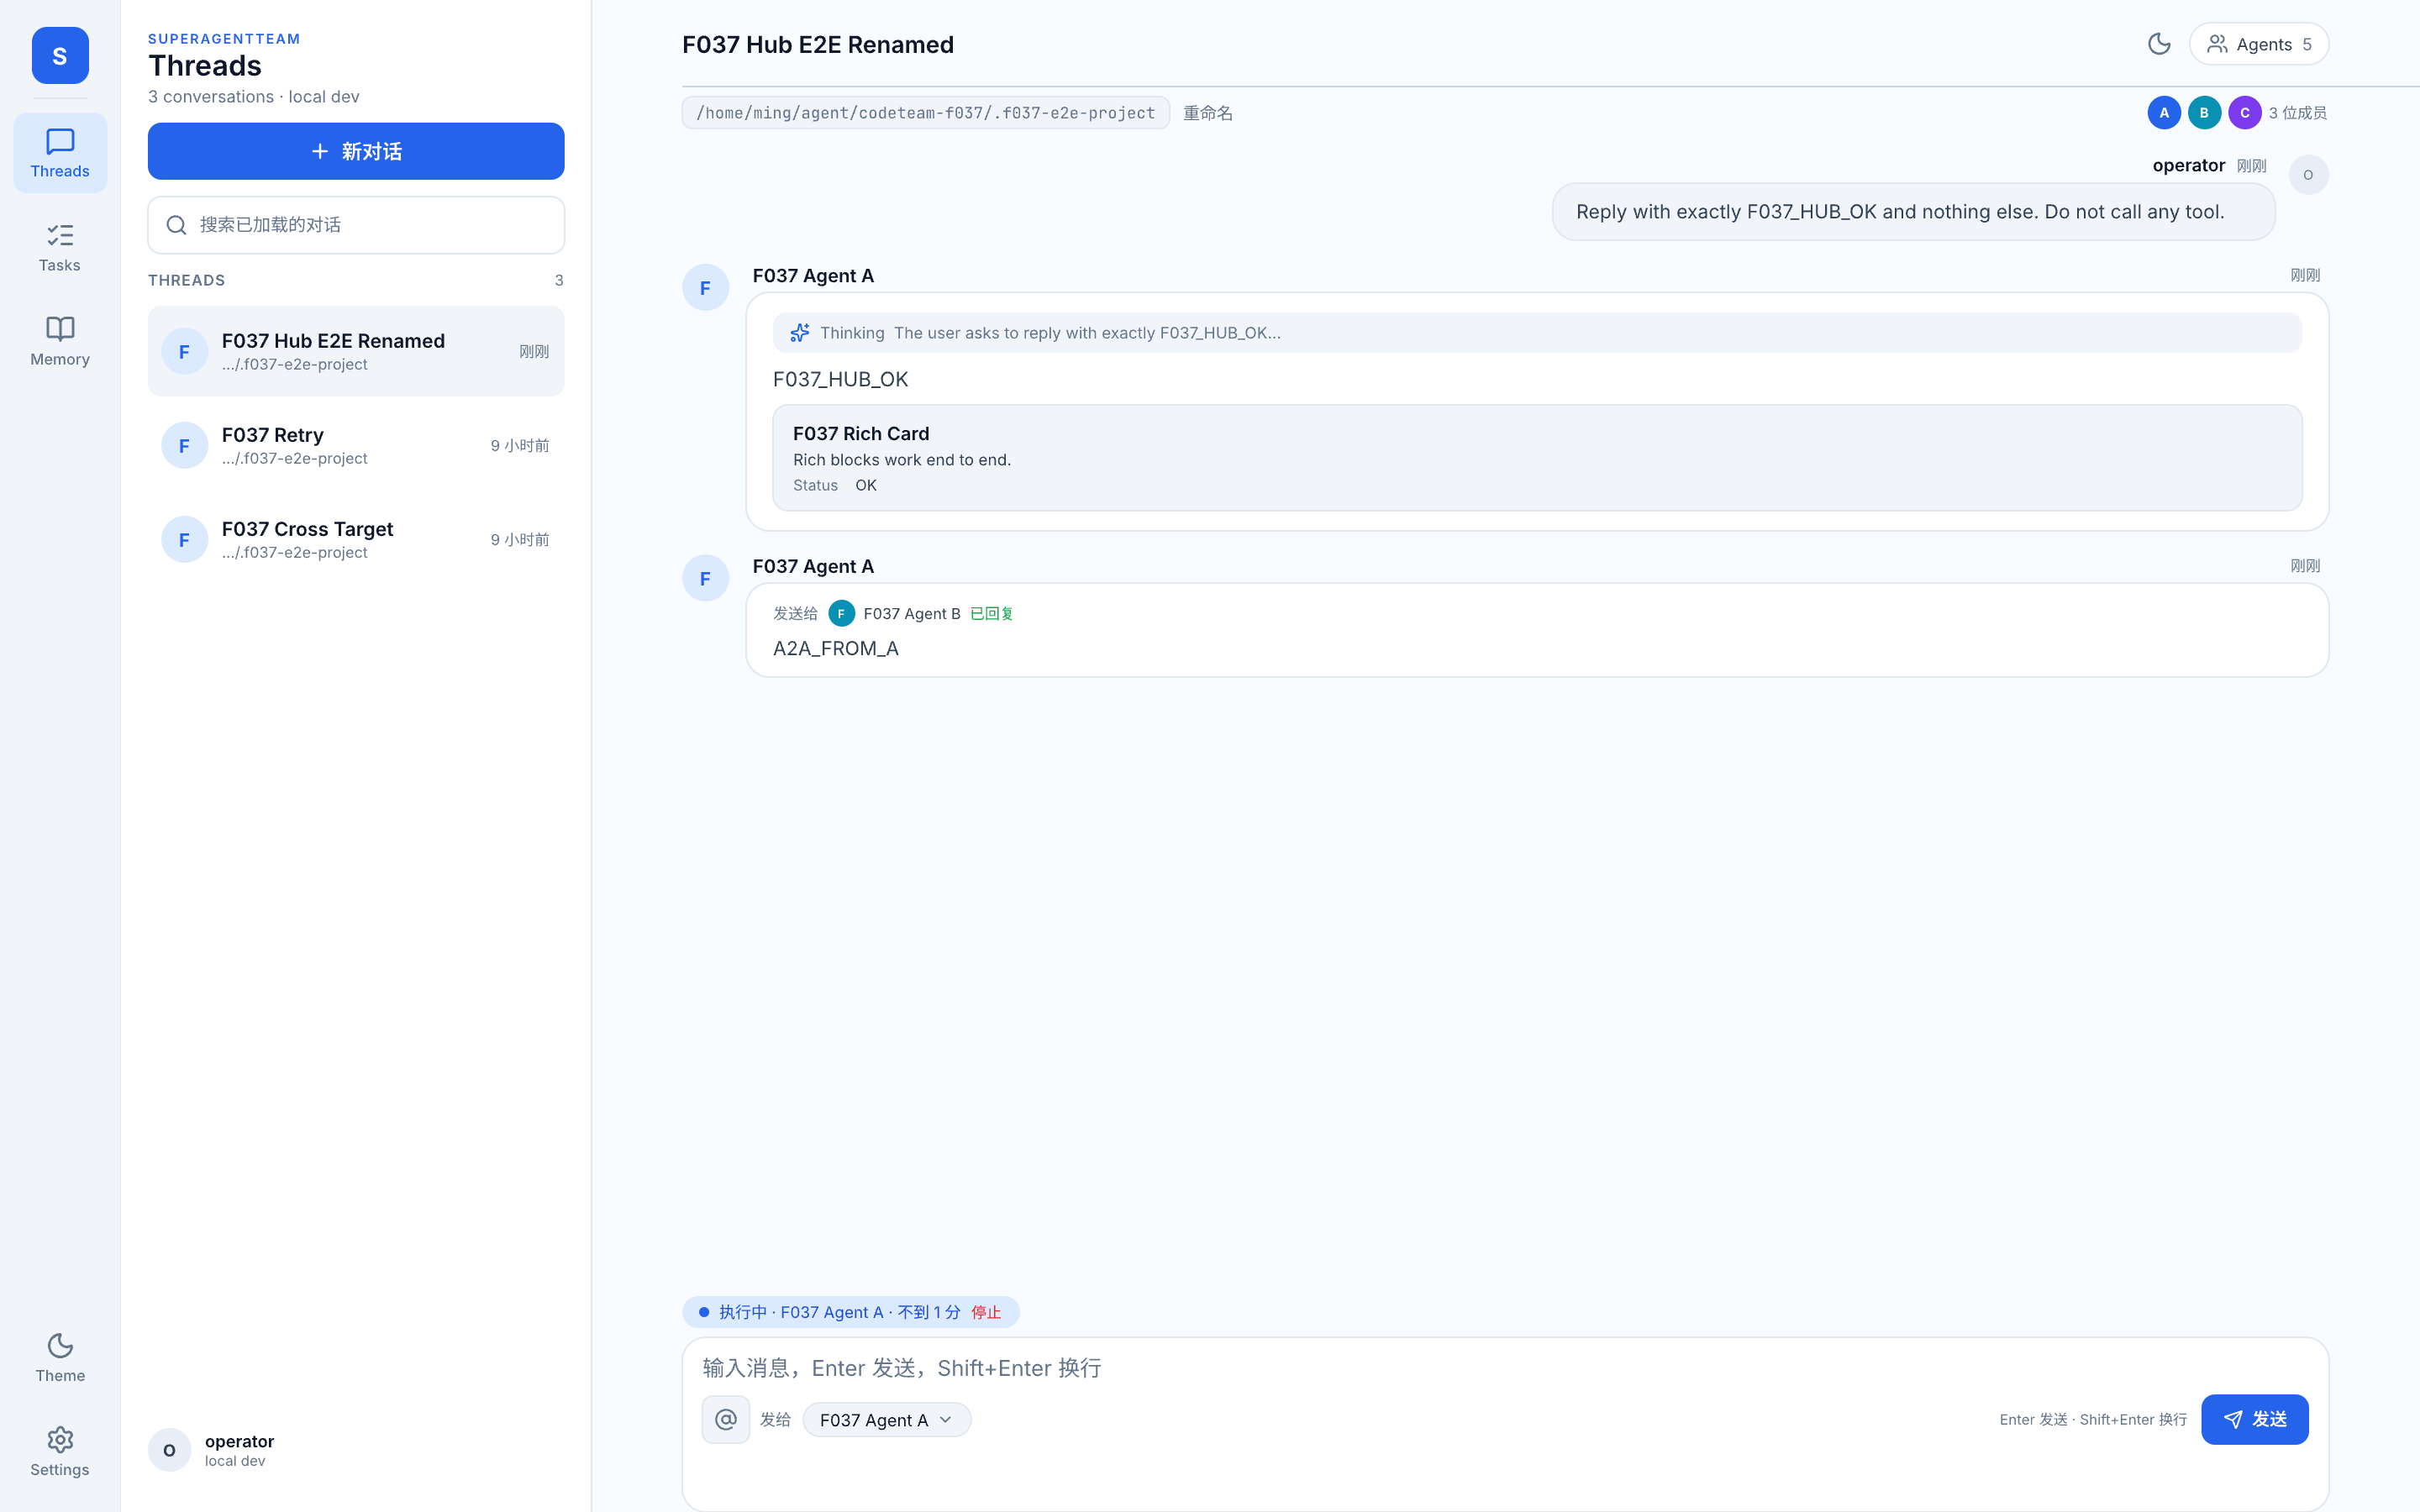 S
Threads
Tasks
Memory
Theme
Settings
SUPERAGENTTEAM
Threads
3 conversations · local dev
新对话
搜索已加载的对话
THREADS 3
F
F037 Hub E2E Renamed
.../.f037-e2e-project
刚刚
F
F037 Retry
.../.f037-e2e-project
9 小时前
F
F037 Cross Target
.../.f037-e2e-project
9 小时前
O
operator
local dev
F037 Hub E2E Renamed
Agents 5
/home/ming/agent/codeteam-f037/.f037-e2e-project 重命名
A B C 3 位成员
operator 刚刚 O
Reply with exactly F037_HUB_OK and nothing else. Do not call any tool.
F
F037 Agent A 刚刚
Thinking The user asks to reply with exactly F037_HUB_OK...
F037_HUB_OK
F037 Rich Card
Rich blocks work end to end.
Status OK
F
F037 Agent A 刚刚
发送给 F F037 Agent B 已回复
A2A_FROM_A
执行中 · F037 Agent A · 不到 1 分 停止
输入消息，Enter 发送，Shift+Enter 换行
@ 发给 F037 Agent A
Enter 发送 · Shift+Enter 换行
发送